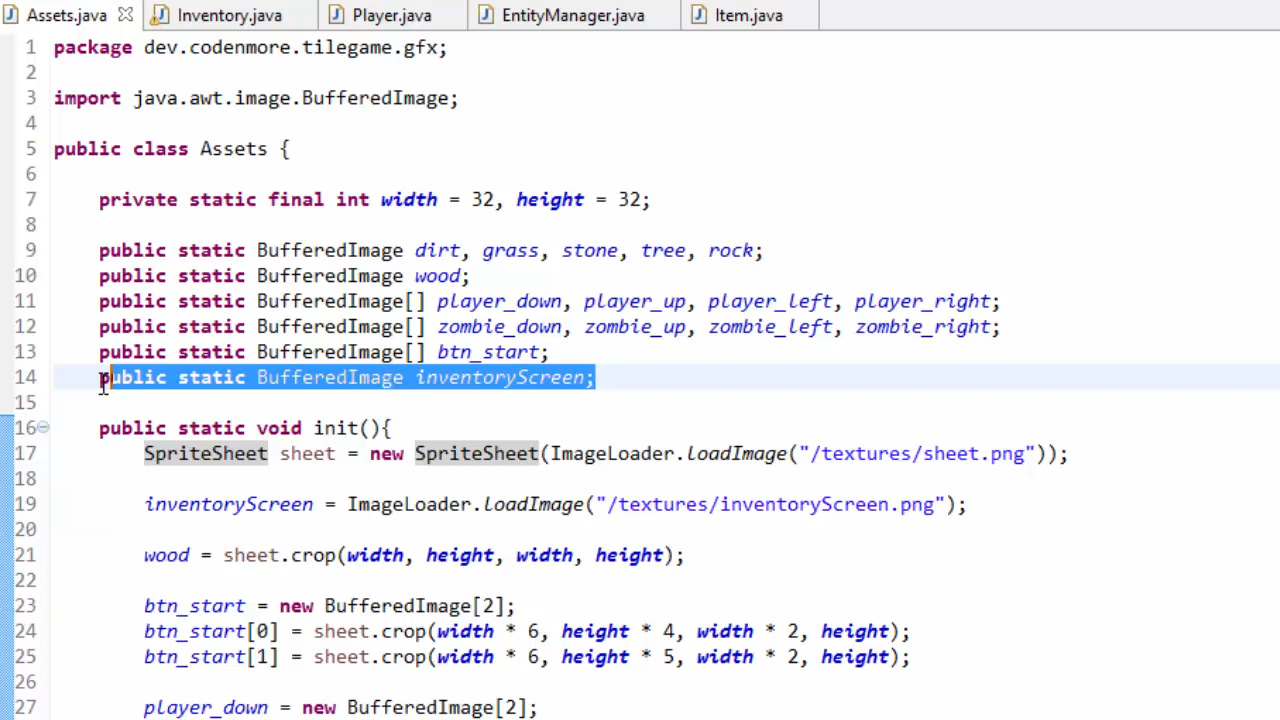 Assets.java Inventory.java Player.java EntityManager.java Item.java
1 package dev.codenmore.tilegame.gfx;
2
3 import java.awt.image.BufferedImage;
4
5 public class Assets {
6
7 private static final int width = 32, height = 32;
8
9 public static BufferedImage dirt, grass, stone, tree, rock;
10 public static BufferedImage wood;
11 public static BufferedImage[] player_down, player_up, player_left, player_right;
12 public static BufferedImage[] zombie_down, zombie_up, zombie_left, zombie_right;
13 public static BufferedImage[] btn_start;
14 public static BufferedImage inventoryScreen;
15
16 public static void init(){
17 SpriteSheet sheet = new SpriteSheet(ImageLoader.loadImage("/textures/sheet.png"));
18
19 inventoryScreen = ImageLoader.loadImage("/textures/inventoryScreen.png");
20
21 wood = sheet.crop(width, height, width, height);
22
23 btn_start = new BufferedImage[2];
24 btn_start[0] = sheet.crop(width * 6, height * 4, width * 2, height);
25 btn_start[1] = sheet.crop(width * 6, height * 5, width * 2, height);
26
27 player_down = new BufferedImage[2];